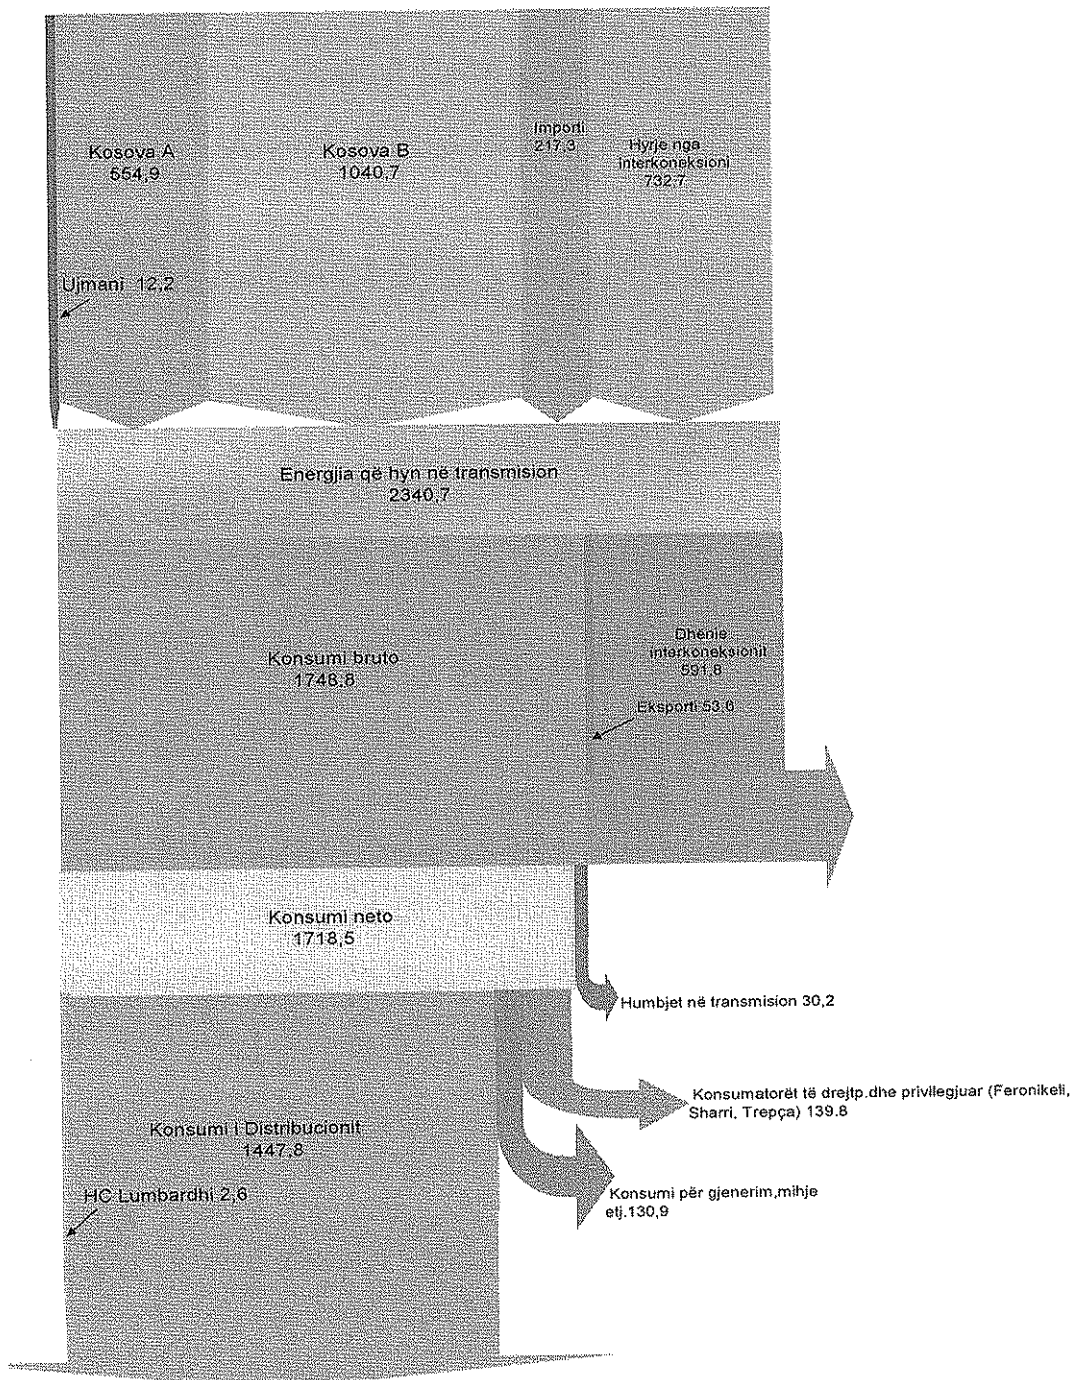 Kosova A
554,9
Kosova B
1040,7
Importi
217,3
Hyrje nga
interkoneksioni
732,7
Ujmani 12,2
Energjia që hyn në transmision
2340,7
Konsumi bruto
1748,8
Dhënie
interkoneksionit
591,8
Eksporti 53,0
Konsumi neto
1718,5
Humbjet në transmision 30,2
Konsumatorët të drejtp.dhe privilegjuar (Feronikeli,
Sharri, Trepça) 139.8
Konsumi i Distribucionit
1447,8
HC Lumbardhi 2,6
Konsumi për gjenerim,mihje
etj.130,9